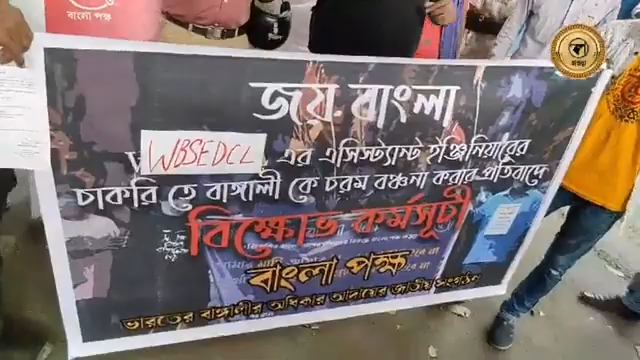 বাংলা পক্ষ
জয় বাংলা
WBSEDCL এর এসিস্ট্যান্ট ইঞ্জিনিয়ারের
চাকরি তে বাঙ্গালী কে চরম বঞ্চনা করার প্রতিবাদে
বিক্ষোভ কর্মসূচী
বাংলা পক্ষ
ভারতের বাঙ্গালীর অধিকার আদায়ের জাতীয় সংগঠন